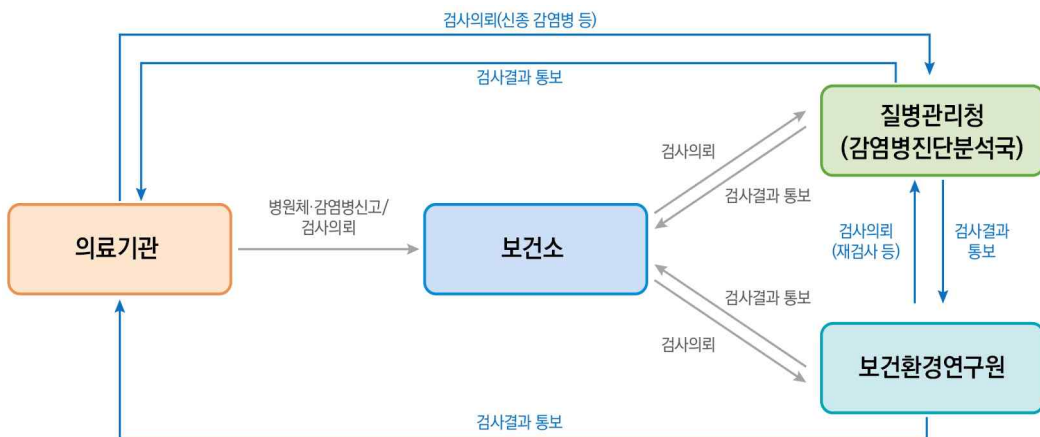 검사의뢰(신종 감염병 등)
검사결과 통보
질병관리청
(감염병진단분석국)
검사의뢰
검사결과 통보
병원체·감염병신고/
검사의뢰
의료기관
보건소
검사의뢰
(재검사 등)
검사결과
통보
검사결과 통보
검사의뢰
보건환경연구원
검사결과 통보